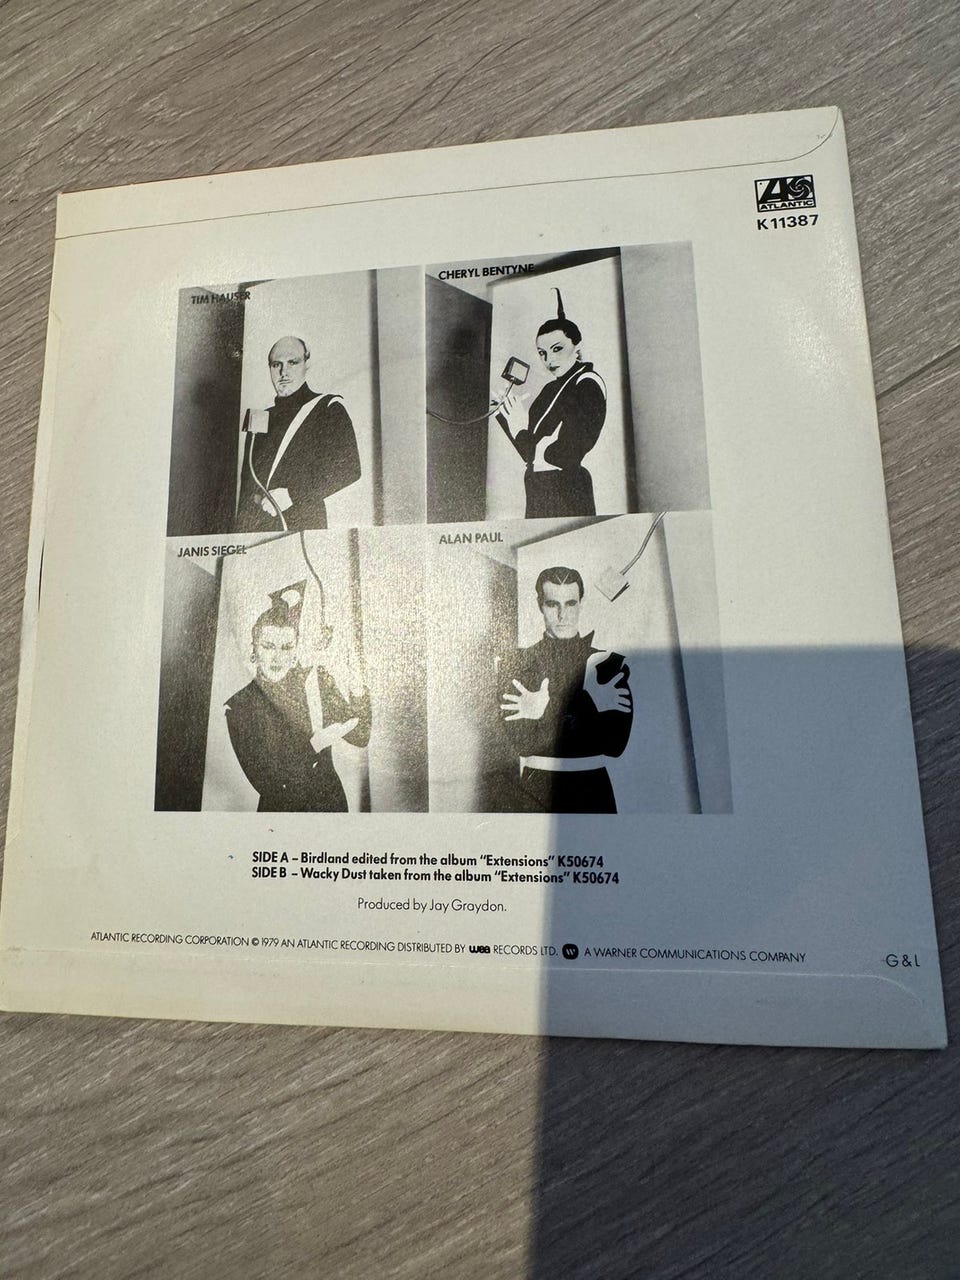 ATLANTIC
K 11387
TIM HAUSER
CHERYL BENTYNE
JANIS SIEGEL
ALAN PAUL
SIDE A – Birdland edited from the album “Extensions” K50674
SIDE B – Wacky Dust taken from the album “Extensions” K50674
Produced by Jay Graydon.
ATLANTIC RECORDING CORPORATION © 1979 AN ATLANTIC RECORDING DISTRIBUTED BY wea RECORDS LTD. W A WARNER COMMUNICATIONS COMPANY
G & L